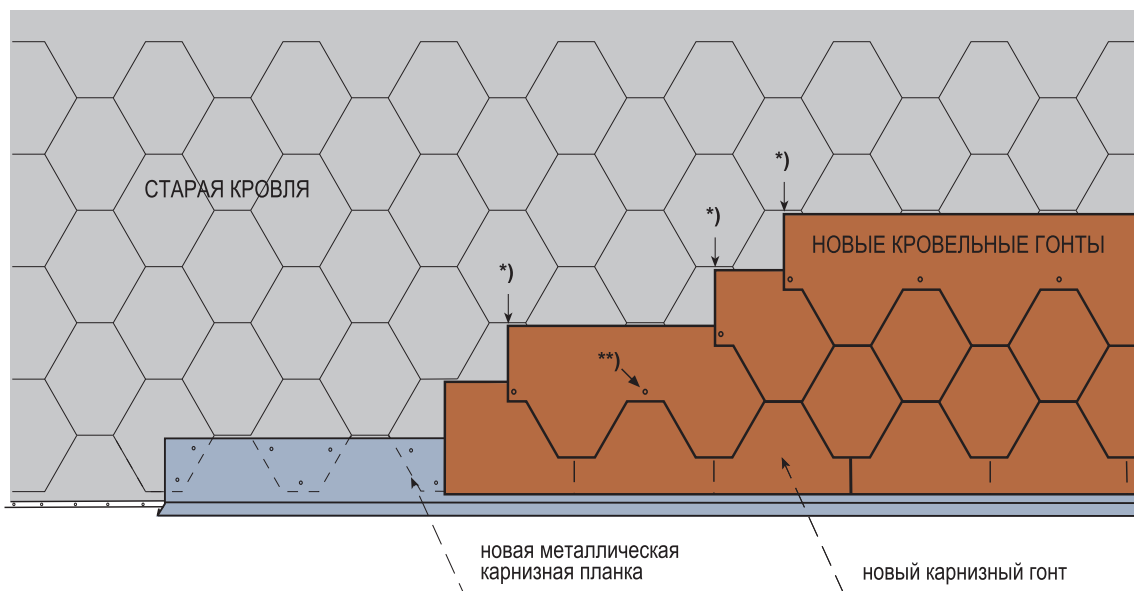 *)
СТАРАЯ КРОВЛЯ
*)
НОВЫЕ КРОВЕЛЬНЫЕ ГОНТЫ
*)
**)
новая металлическая
карнизная планка
новый карнизный гонт